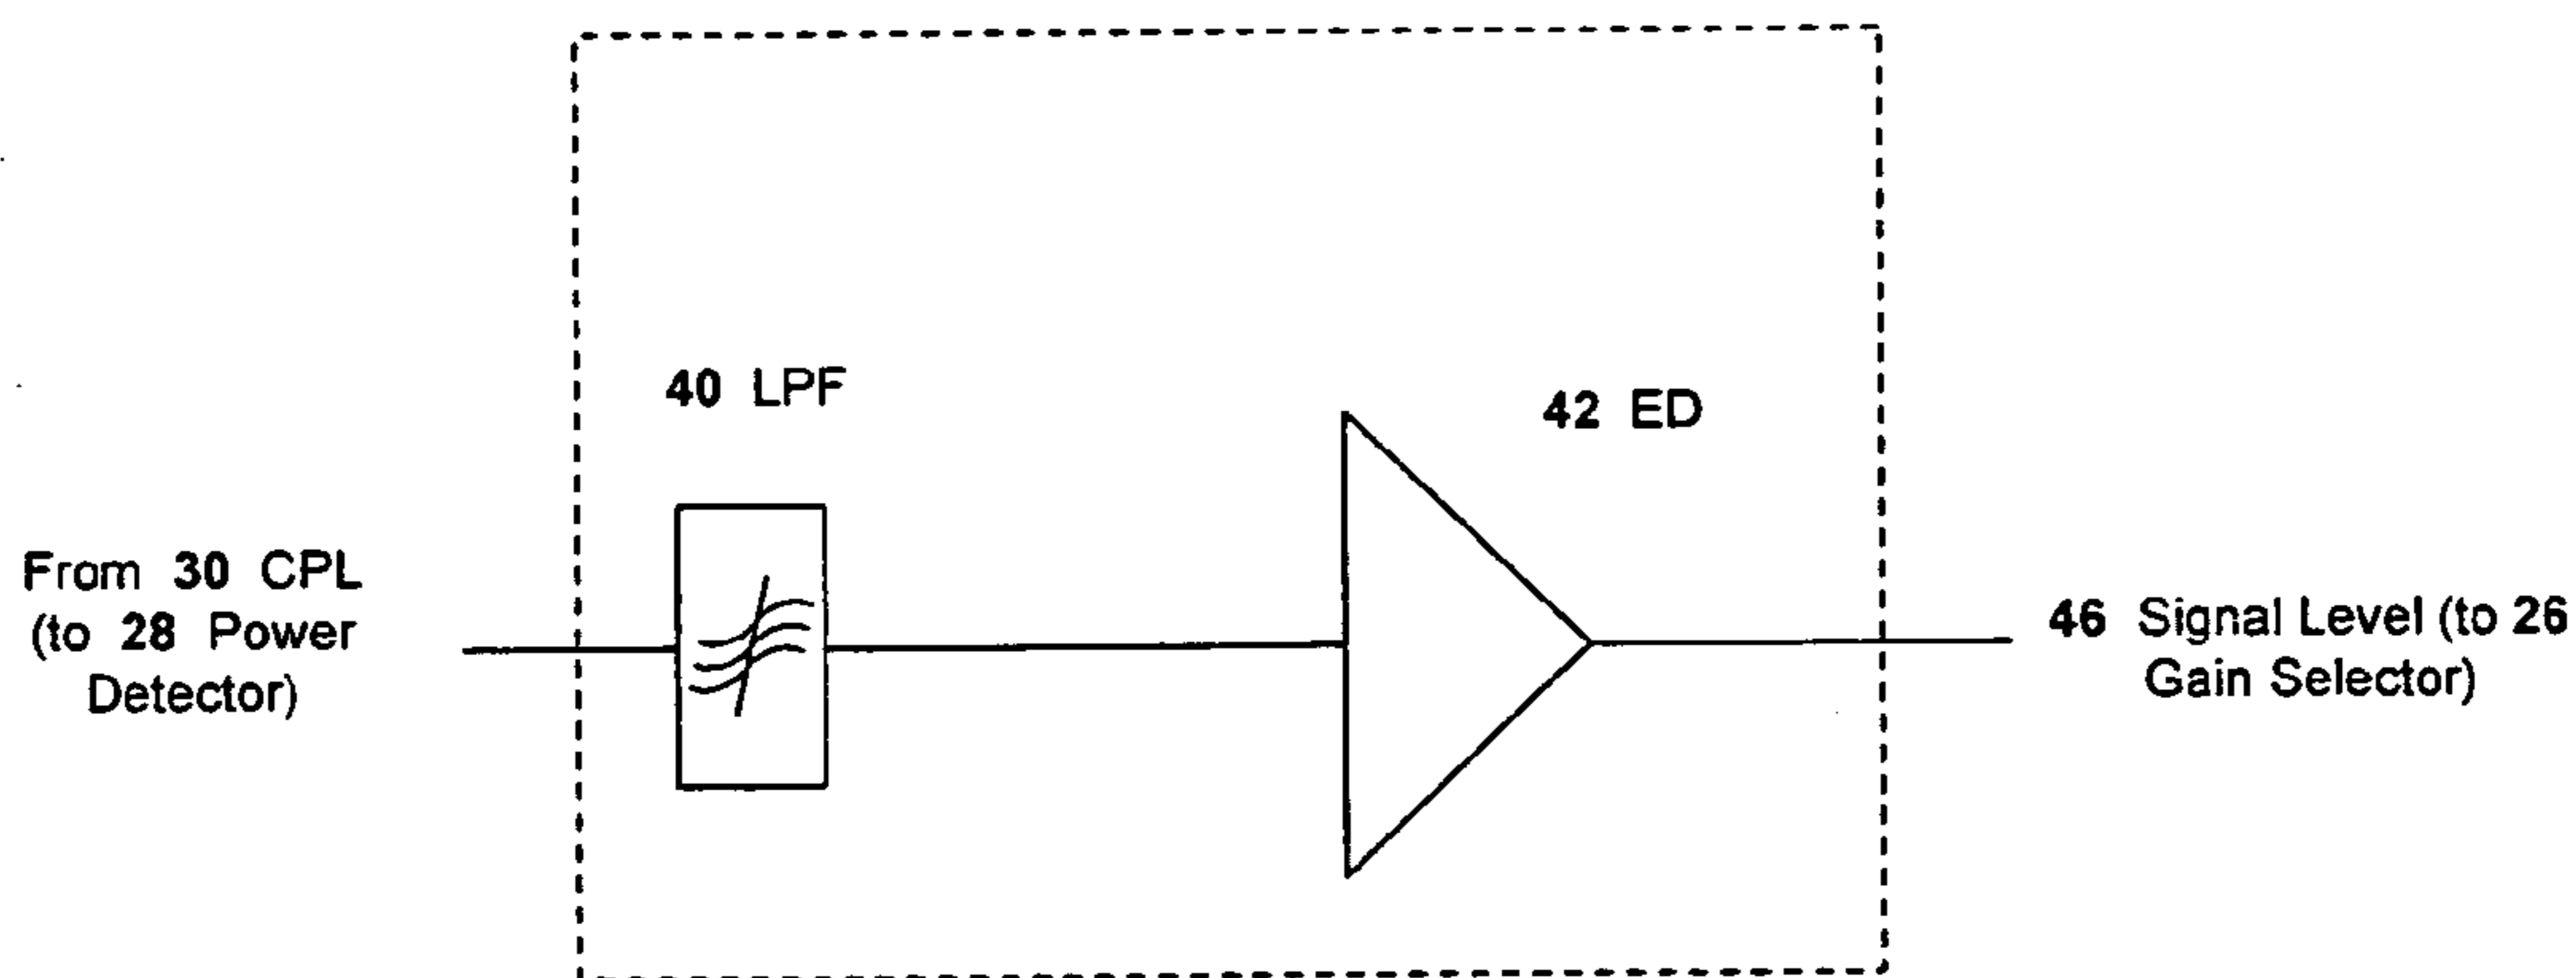 40 LPF
42 ED
From 30 CPL
(to 28 Power
Detector)
46 Signal Level (to 26
Gain Selector)